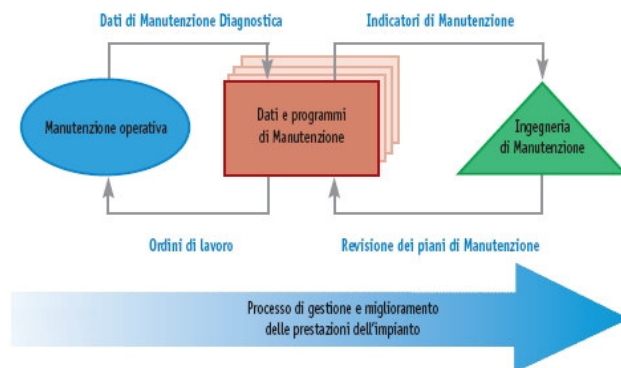 Dati di Manutenzione Diagnostica
Indicatori di Manutenzione
Manutenzione operativa
Dati e programmi
di Manutenzione
Ingegneria
di Manutenzione
Ordini di lavoro
Revisione dei piani di Manutenzione
Processo di gestione e miglioramento
delle prestazioni dell'impianto